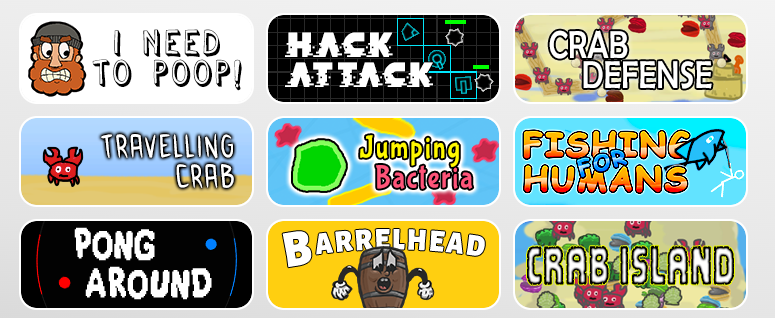 I NEED
TO POOP!
HACK
ATTACK
CRAB
DEFENSE
TRAVELLING
CRAB
Jumping
Bacteria
FISHING
FOR
HUMANS
PONG
AROUND
BARRELHEAD
CRAB ISLAND